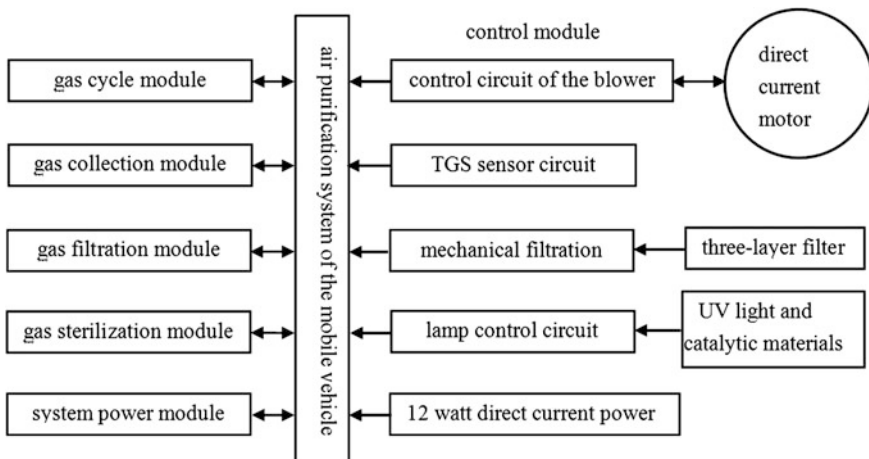 control module
gas cycle module
control circuit of the blower
direct
current
motor
gas collection module
TGS sensor circuit
air purification system of the mobile vehicle
gas filtration module
mechanical filtration
three-layer filter
gas sterilization module
lamp control circuit
UV light and
catalytic materials
system power module
12 watt direct current power